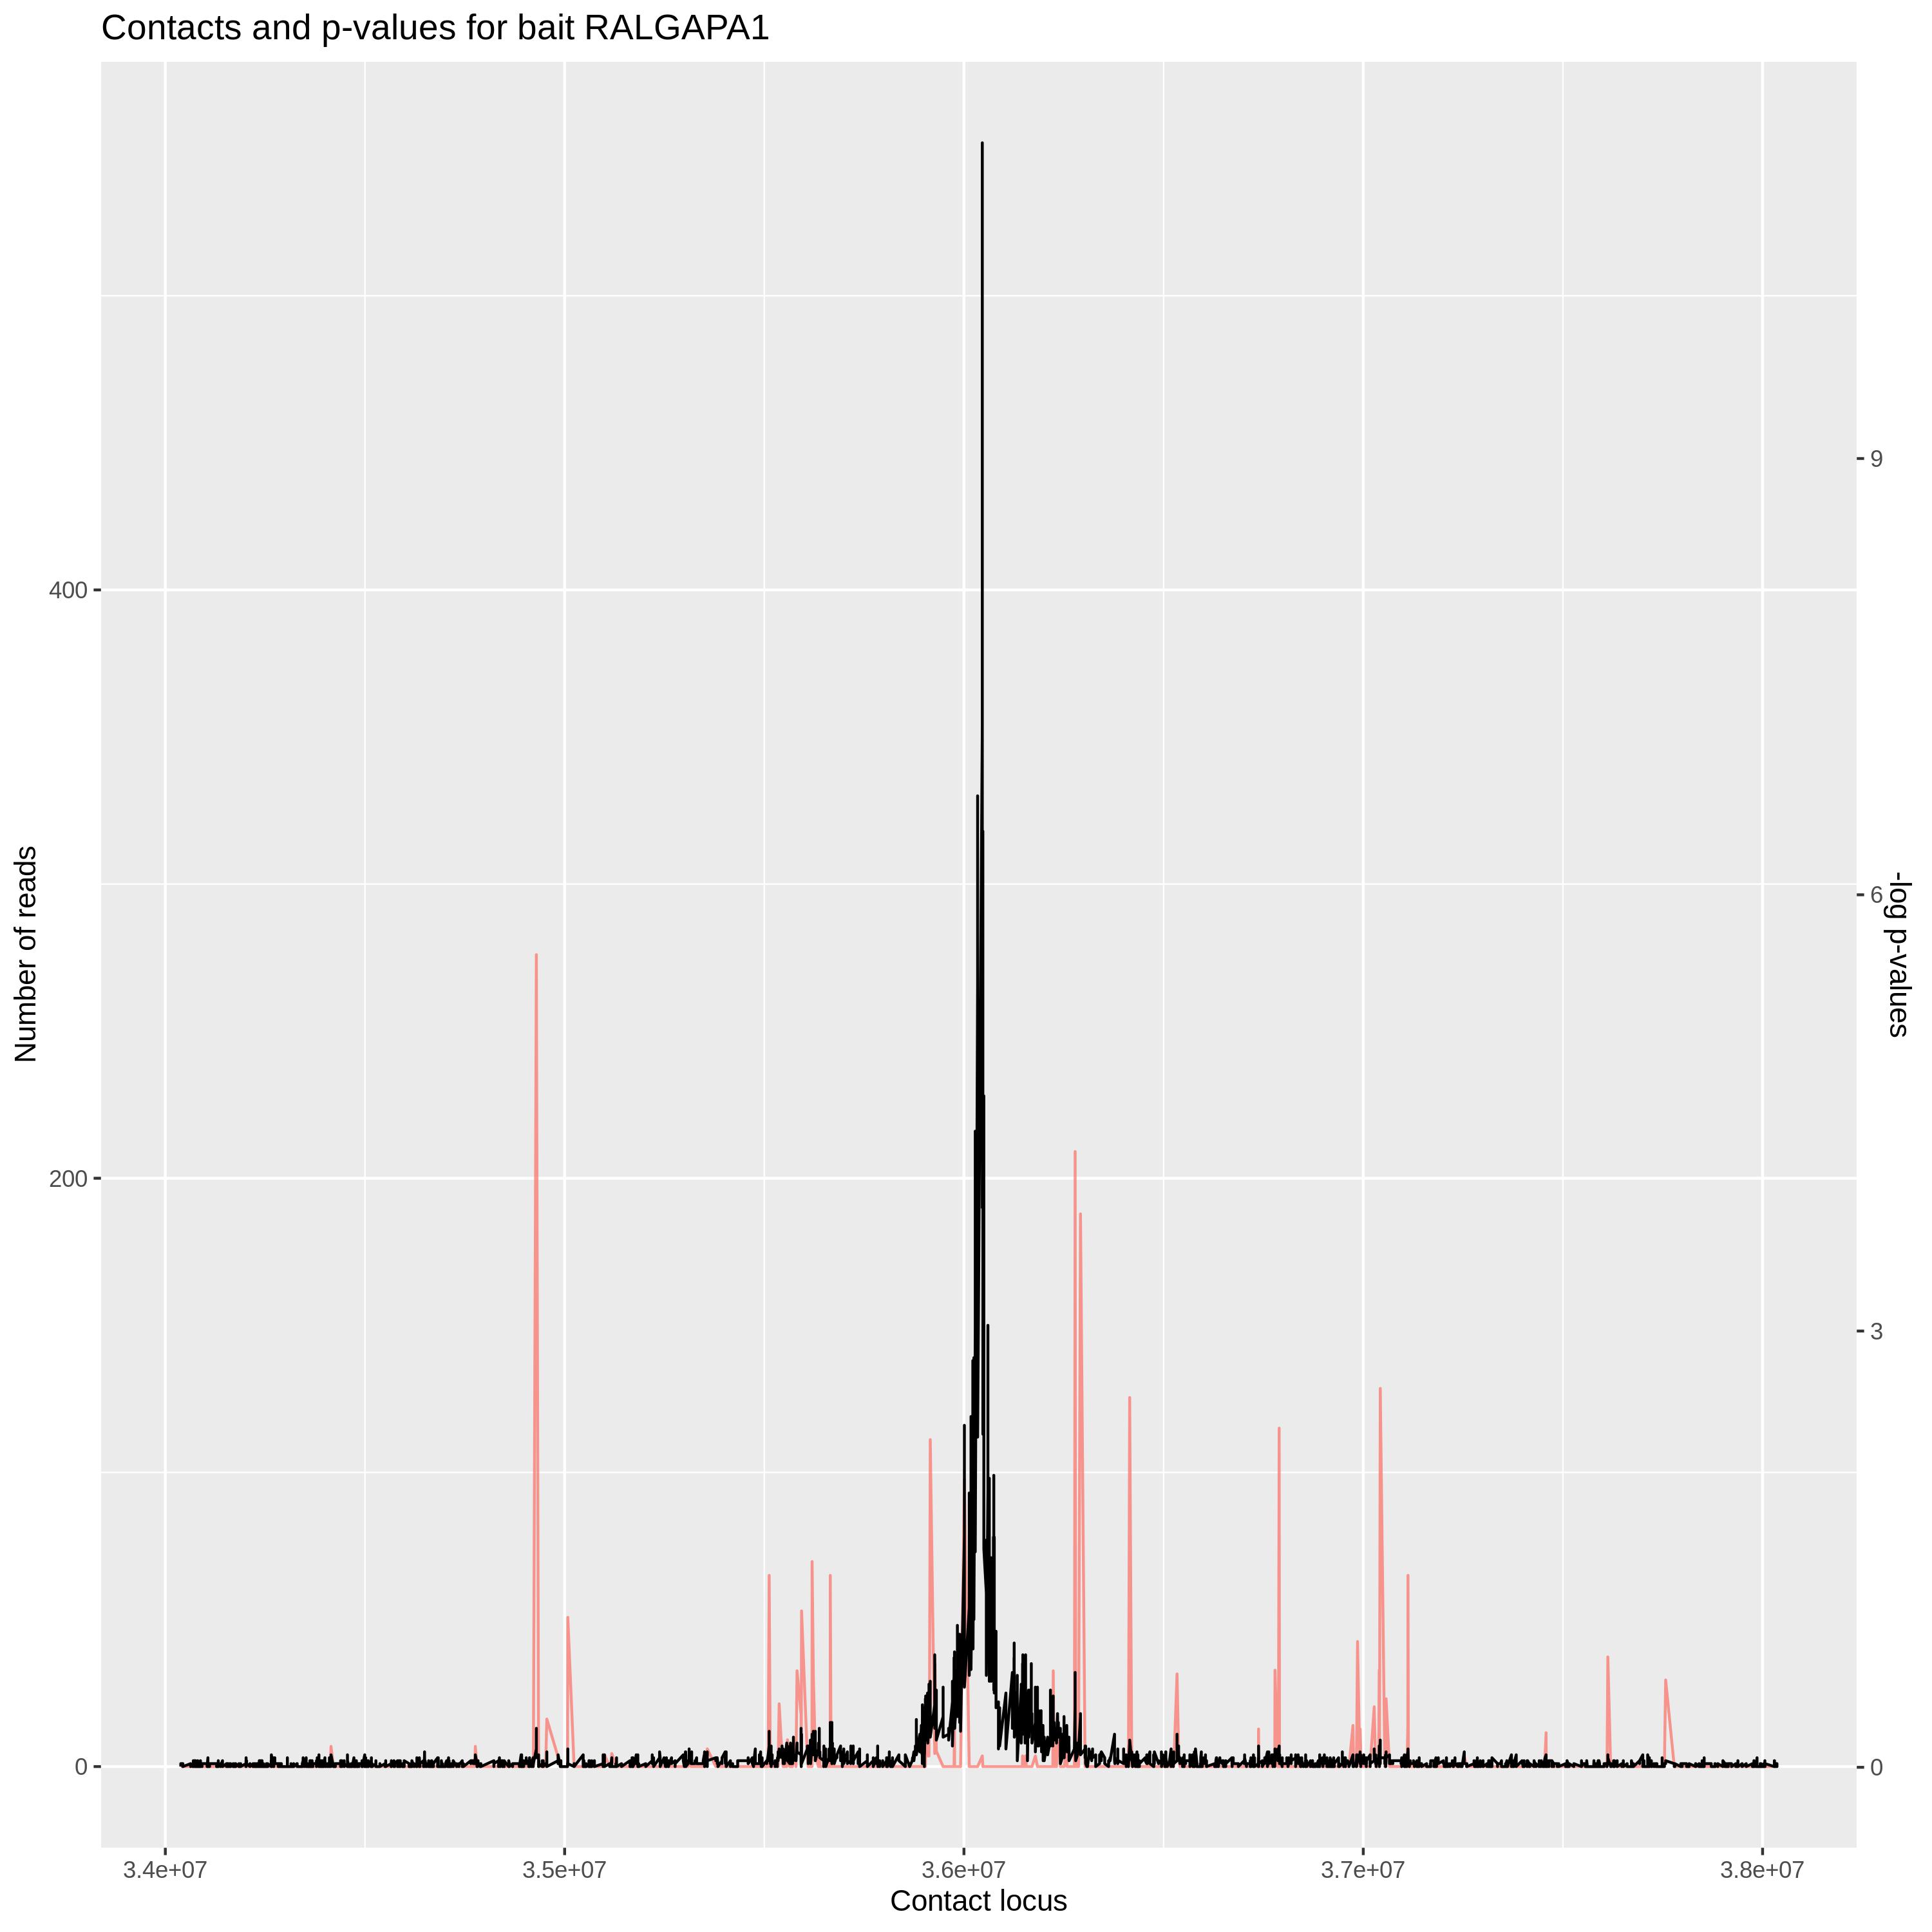 Contacts and p-values for bait RALGAPA1
Number of reads
400
200
0
9
6
3
0
-log p-values
3.4e+07 3.5e+07 3.6e+07 3.7e+07 3.8e+07
Contact locus